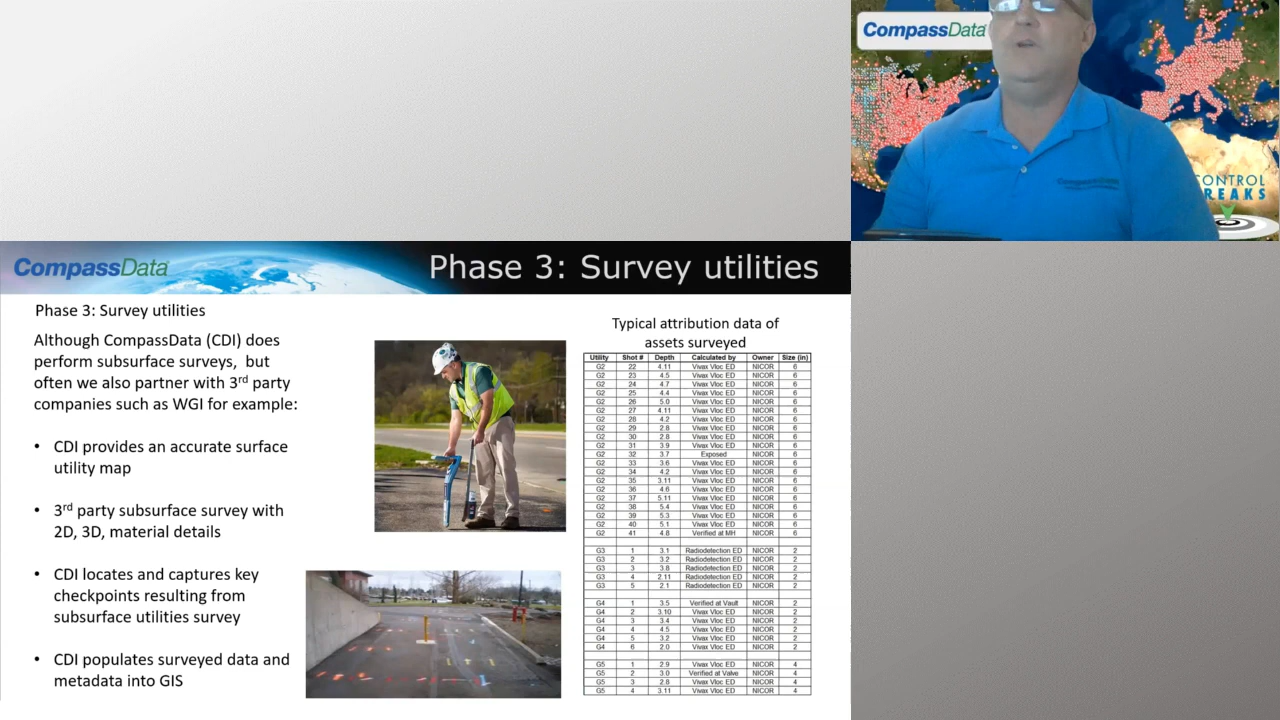 CompassData
CONTROL
REAKS
CompassData
CompassData
Phase 3: Survey utilities
Phase 3: Survey utilities
Although CompassData (CDI) does
perform subsurface surveys, but
often we also partner with 3rd party
companies such as WGI for example:
• CDI provides an accurate surface
utility map
• 3rd party subsurface survey with
2D, 3D, material details
• CDI locates and captures key
checkpoints resulting from
subsurface utilities survey
• CDI populates surveyed data and
metadata into GIS
Typical attribution data of
assets surveyed
Utility Shot # Depth Calculated by Owner Size (in)
G2 22 4.11 Vivax Vloc ED NICOR 6
G2 23 4.5 Vivax Vloc ED NICOR 6
G2 24 4.7 Vivax Vloc ED NICOR 6
G2 25 4.4 Vivax Vloc ED NICOR 6
G2 26 5.0 Vivax Vloc ED NICOR 6
G2 27 4.11 Vivax Vloc ED NICOR 6
G2 28 4.2 Vivax Vloc ED NICOR 6
G2 29 2.8 Vivax Vloc ED NICOR 6
G2 30 2.8 Vivax Vloc ED NICOR 6
G2 31 3.9 Vivax Vloc ED NICOR 6
G2 32 3.7 Exposed NICOR 6
G2 33 3.6 Vivax Vloc ED NICOR 6
G2 34 4.2 Vivax Vloc ED NICOR 6
G2 35 3.11 Vivax Vloc ED NICOR 6
G2 36 4.6 Vivax Vloc ED NICOR 6
G2 37 5.11 Vivax Vloc ED NICOR 6
G2 38 5.4 Vivax Vloc ED NICOR 6
G2 39 5.3 Vivax Vloc ED NICOR 6
G2 40 5.1 Vivax Vloc ED NICOR 6
G2 41 4.8 Verified at MH NICOR 6
G3 1 3.1 Radiodetection ED NICOR 2
G3 2 3.2 Radiodetection ED NICOR 2
G3 3 3.8 Radiodetection ED NICOR 2
G3 4 2.11 Radiodetection ED NICOR 2
G3 5 2.1 Radiodetection ED NICOR 2
G4 1 3.5 Verified at Vault NICOR 2
G4 2 3.10 Vivax Vloc ED NICOR 2
G4 3 3.4 Vivax Vloc ED NICOR 2
G4 4 4.5 Vivax Vloc ED NICOR 2
G4 5 3.2 Vivax Vloc ED NICOR 2
G4 6 2.0 Vivax Vloc ED NICOR 2
G5 1 2.9 Vivax Vloc ED NICOR 4
G5 2 3.0 Verified at Valve NICOR 4
G5 3 2.8 Vivax Vloc ED NICOR 4
G5 4 3.11 Vivax Vloc ED NICOR 4